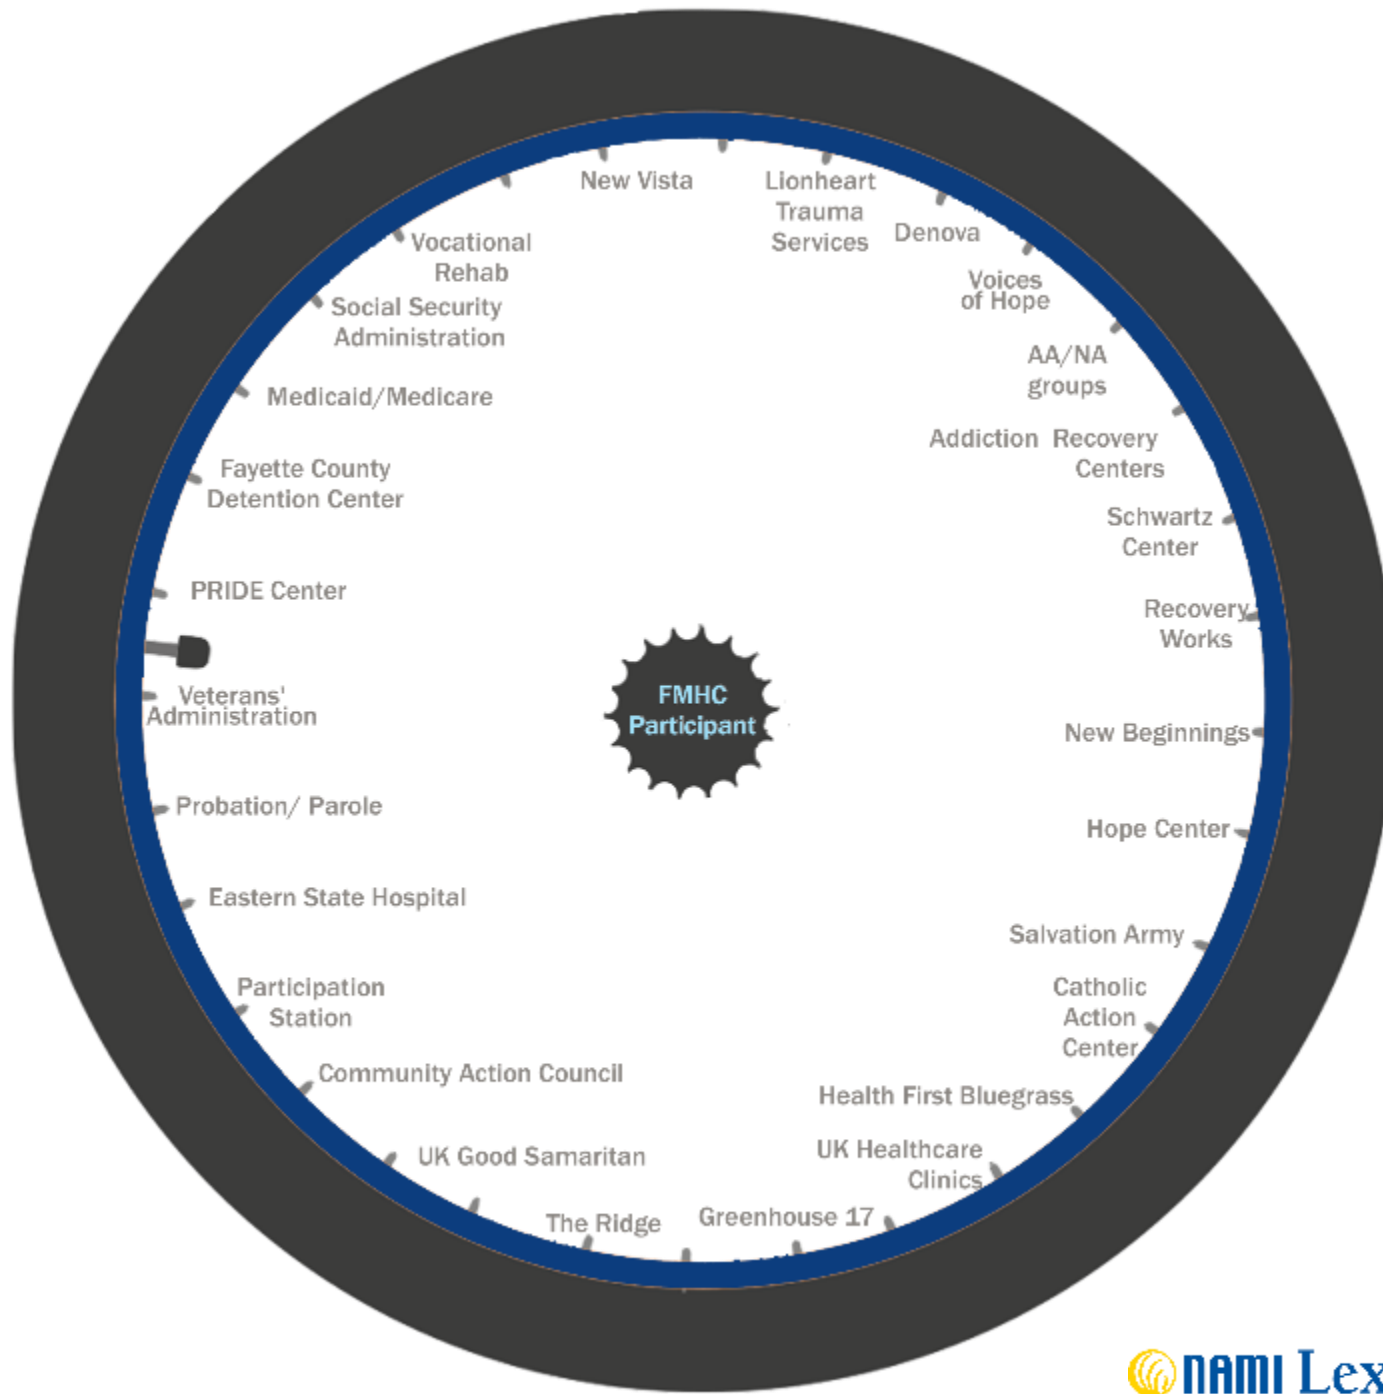 New Vista
Lionheart
Trauma
Services
Denova
Voices
of Hope
AA/NA
groups
Addiction Recovery
Centers
Schwartz
Center
Recovery
Works
New Beginnings
Hope Center
Salvation Army
Catholic
Action
Center
Health First Bluegrass
UK Healthcare
Clinics
Greenhouse 17
The Ridge
UK Good Samaritan
Community Action Council
Participation
Station
Eastern State Hospital
Probation/ Parole
Veterans'
Administration
PRIDE Center
Fayette County
Detention Center
Medicaid/Medicare
Social Security
Administration
Vocational
Rehab
FMHC
Participant
NAMI Lex